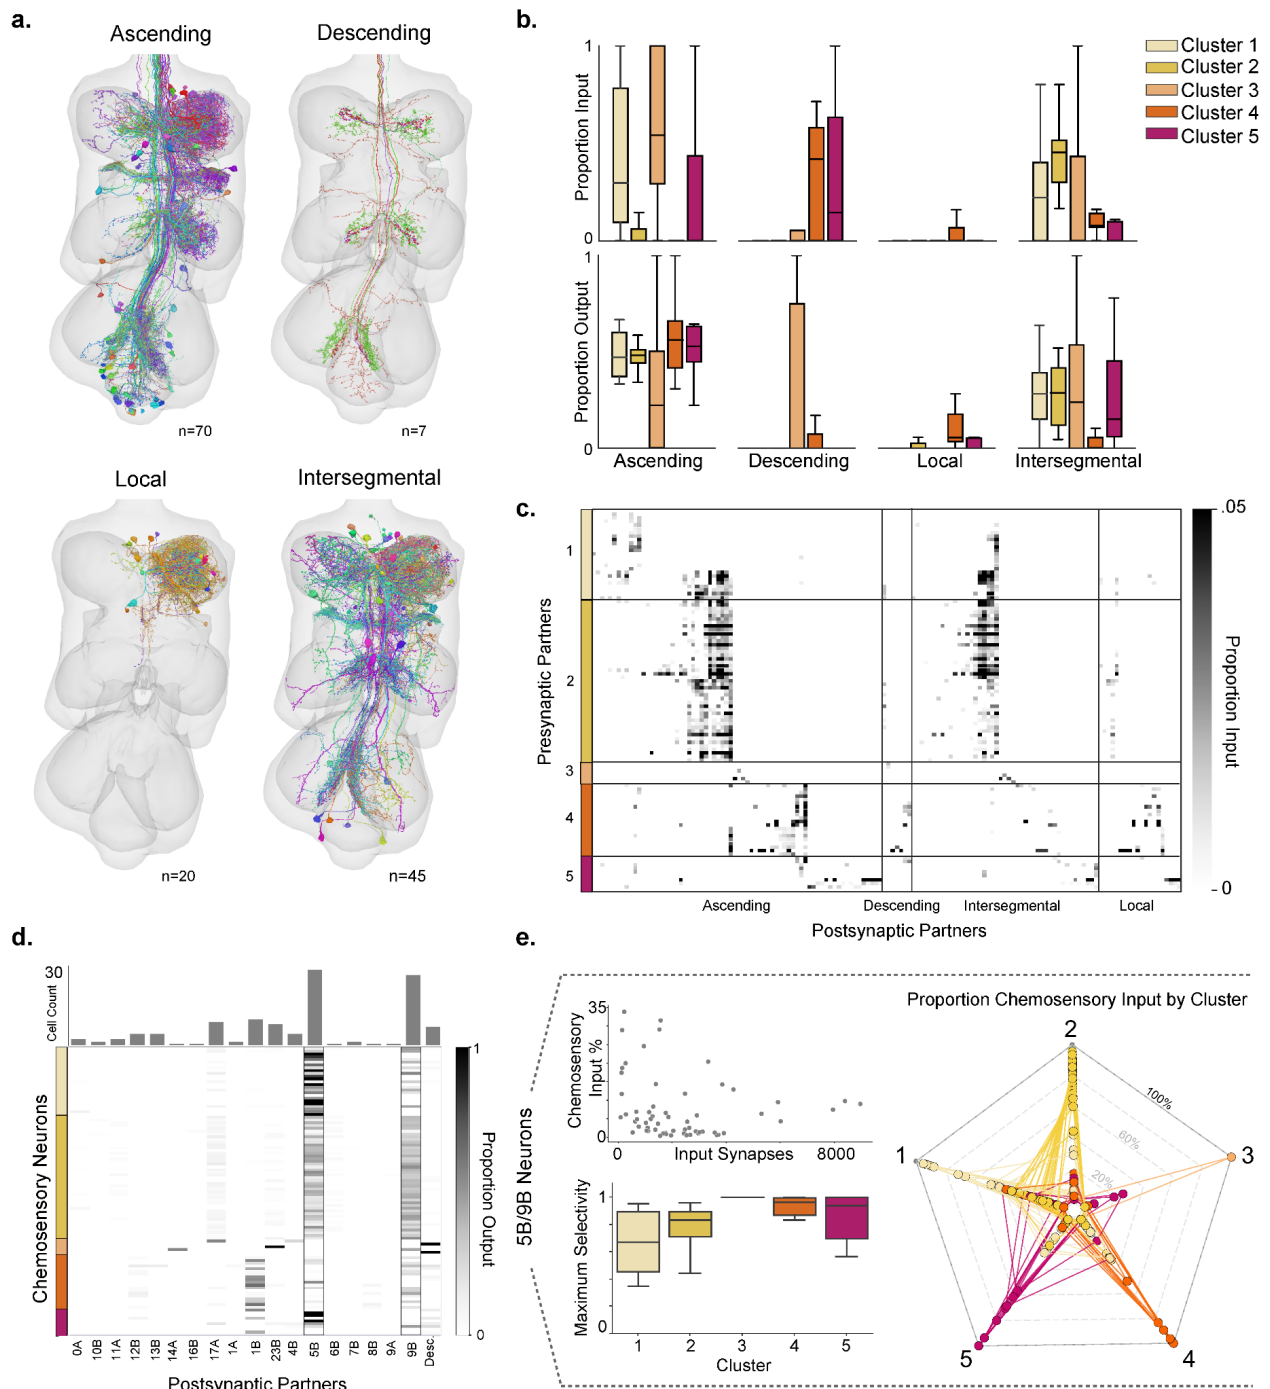 a.
Ascending
Descending
n=70
n=7
Local
Intersegmental
n=20
n=45
b.
1
Proportion Input
0
1
Proportion Output
0
Ascending
Descending
Local
Intersegmental
Cluster 1
Cluster 2
Cluster 3
Cluster 4
Cluster 5
c.
Presynaptic Partners
1
2
3
4
5
Ascending
Descending
Intersegmental
Local
Postsynaptic Partners
.05
Proportion Input
0
d.
30
Cell Count
Chemosensory Neurons
1
Proportion Output
0
0A
10B
11A
12B
13B
14A
16B
17A
1A
1B
23B
4B
5B
6B
7B
8B
9A
9B
Desc.
Postsynaptic Partners
e.
5B/9B Neurons
35
Chemosensory
Input %
0
0
Input Synapses
8000
1
Maximum Selectivity
0
1
2
3
4
5
Cluster
Proportion Chemosensory Input by Cluster
2
100%
60%
20%
1
3
5
4